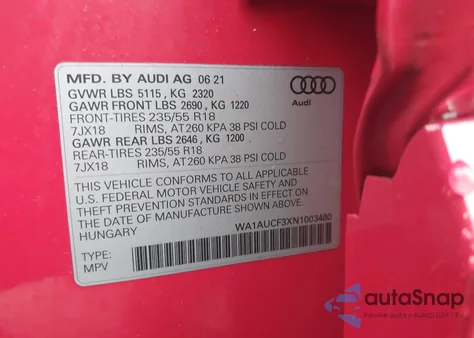 MFD. BY AUDI AG 06 21
GVWR LBS 5115, KG 2320
GAWR FRONT LBS 2690, KG 1220
FRONT-TIRES 235/55 R18
7JX18 RIMS, AT260 KPA 38 PSI COLD
GAWR REAR LBS 2646, KG 1200
REAR-TIRES 235/55 R18
7JX18 RIMS, AT260 KPA 38 PSI COLD
Audi
THIS VEHICLE CONFORMS TO ALL APPLICABLE
U.S. FEDERAL MOTOR VEHICLE SAFETY AND
THEFT PREVENTION STANDARDS IN EFFECT ON
THE DATE OF MANUFACTURE SHOWN ABOVE.
HUNGARY
WA1AUCF3XN1003480
TYPE:
MPV
autoSnap